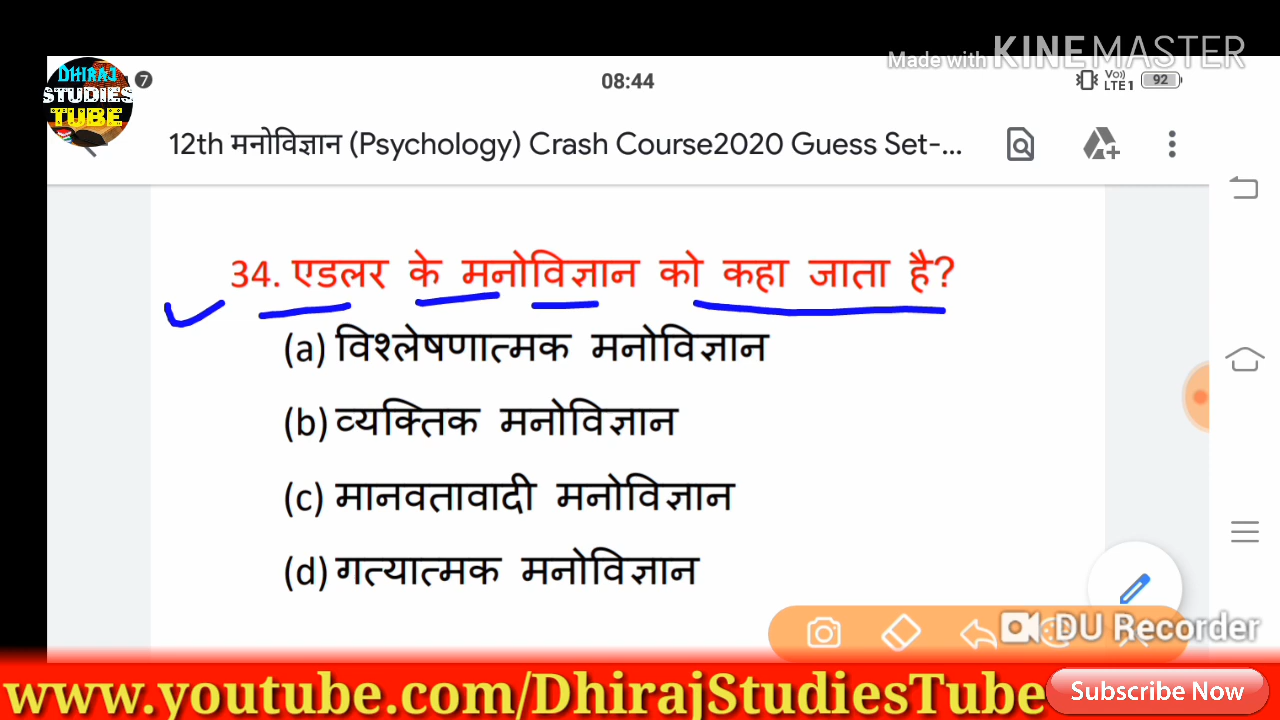 Made with KINEMASTER
DHIRAJ
STUDIES
TUBE
7
08:44
Vo))
LTE 1
92
12th मनोविज्ञान (Psychology) Crash Course2020 Guess Set-...
34. एडलर के मनोविज्ञान को कहा जाता है?
(a) विश्लेषणात्मक मनोविज्ञान
(b) व्यक्तिक मनोविज्ञान
(c) मानवतावादी मनोविज्ञान
(d) गत्यात्मक मनोविज्ञान
DU Recorder
www.youtube.com/DhirajStudiesTube
Subscribe Now